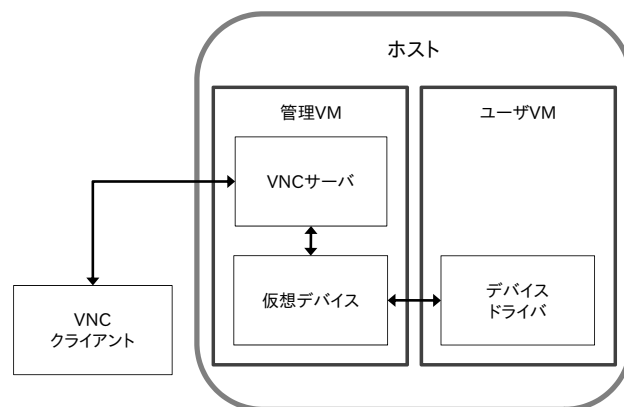 ホスト
管理VM
ユーザVM
VNCサーバ
仮想デバイス
デバイス
ドライバ
VNC
クライアント